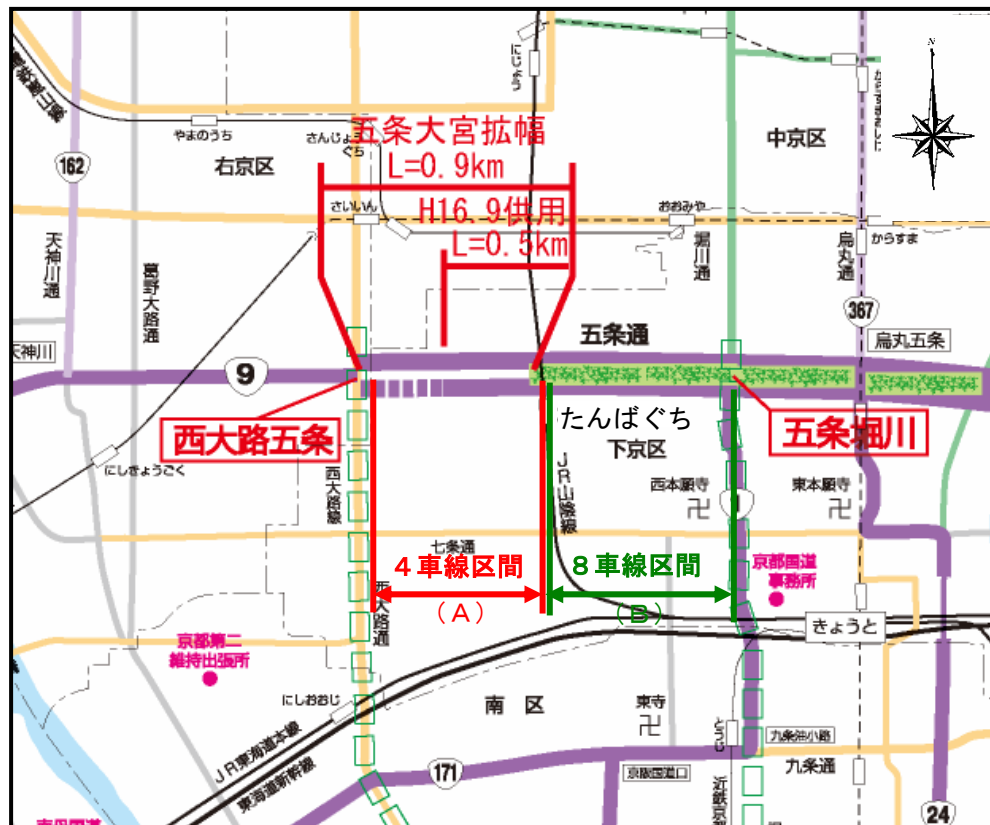 五条大宮拡幅
L=0.9km
H16.9供用
L=0.5km
やまのうち
さんじょう
ぐち
右京区
中京区
162
さいいん
おおみや
からすま
天神川通
葛野大路通
堀川通
烏丸通
367
五条通
烏丸五条
天神川
9
西大路五条
五条堀川
たんばぐち
下京区
にしきょうごく
西大路線
JR山陰線
西本願寺
東本願寺
卍
卍
七条通
4車線区間
(A)
8車線区間
(B)
1
京都国道
事務所
西大路通
きょうと
京都第二
維持出張所
にしおおじ
南 区
東寺
卍
とうじ
JR東海道本線
東海道新幹線
171
京阪国道口
九条油小路
九条通
近鉄京都
24
N